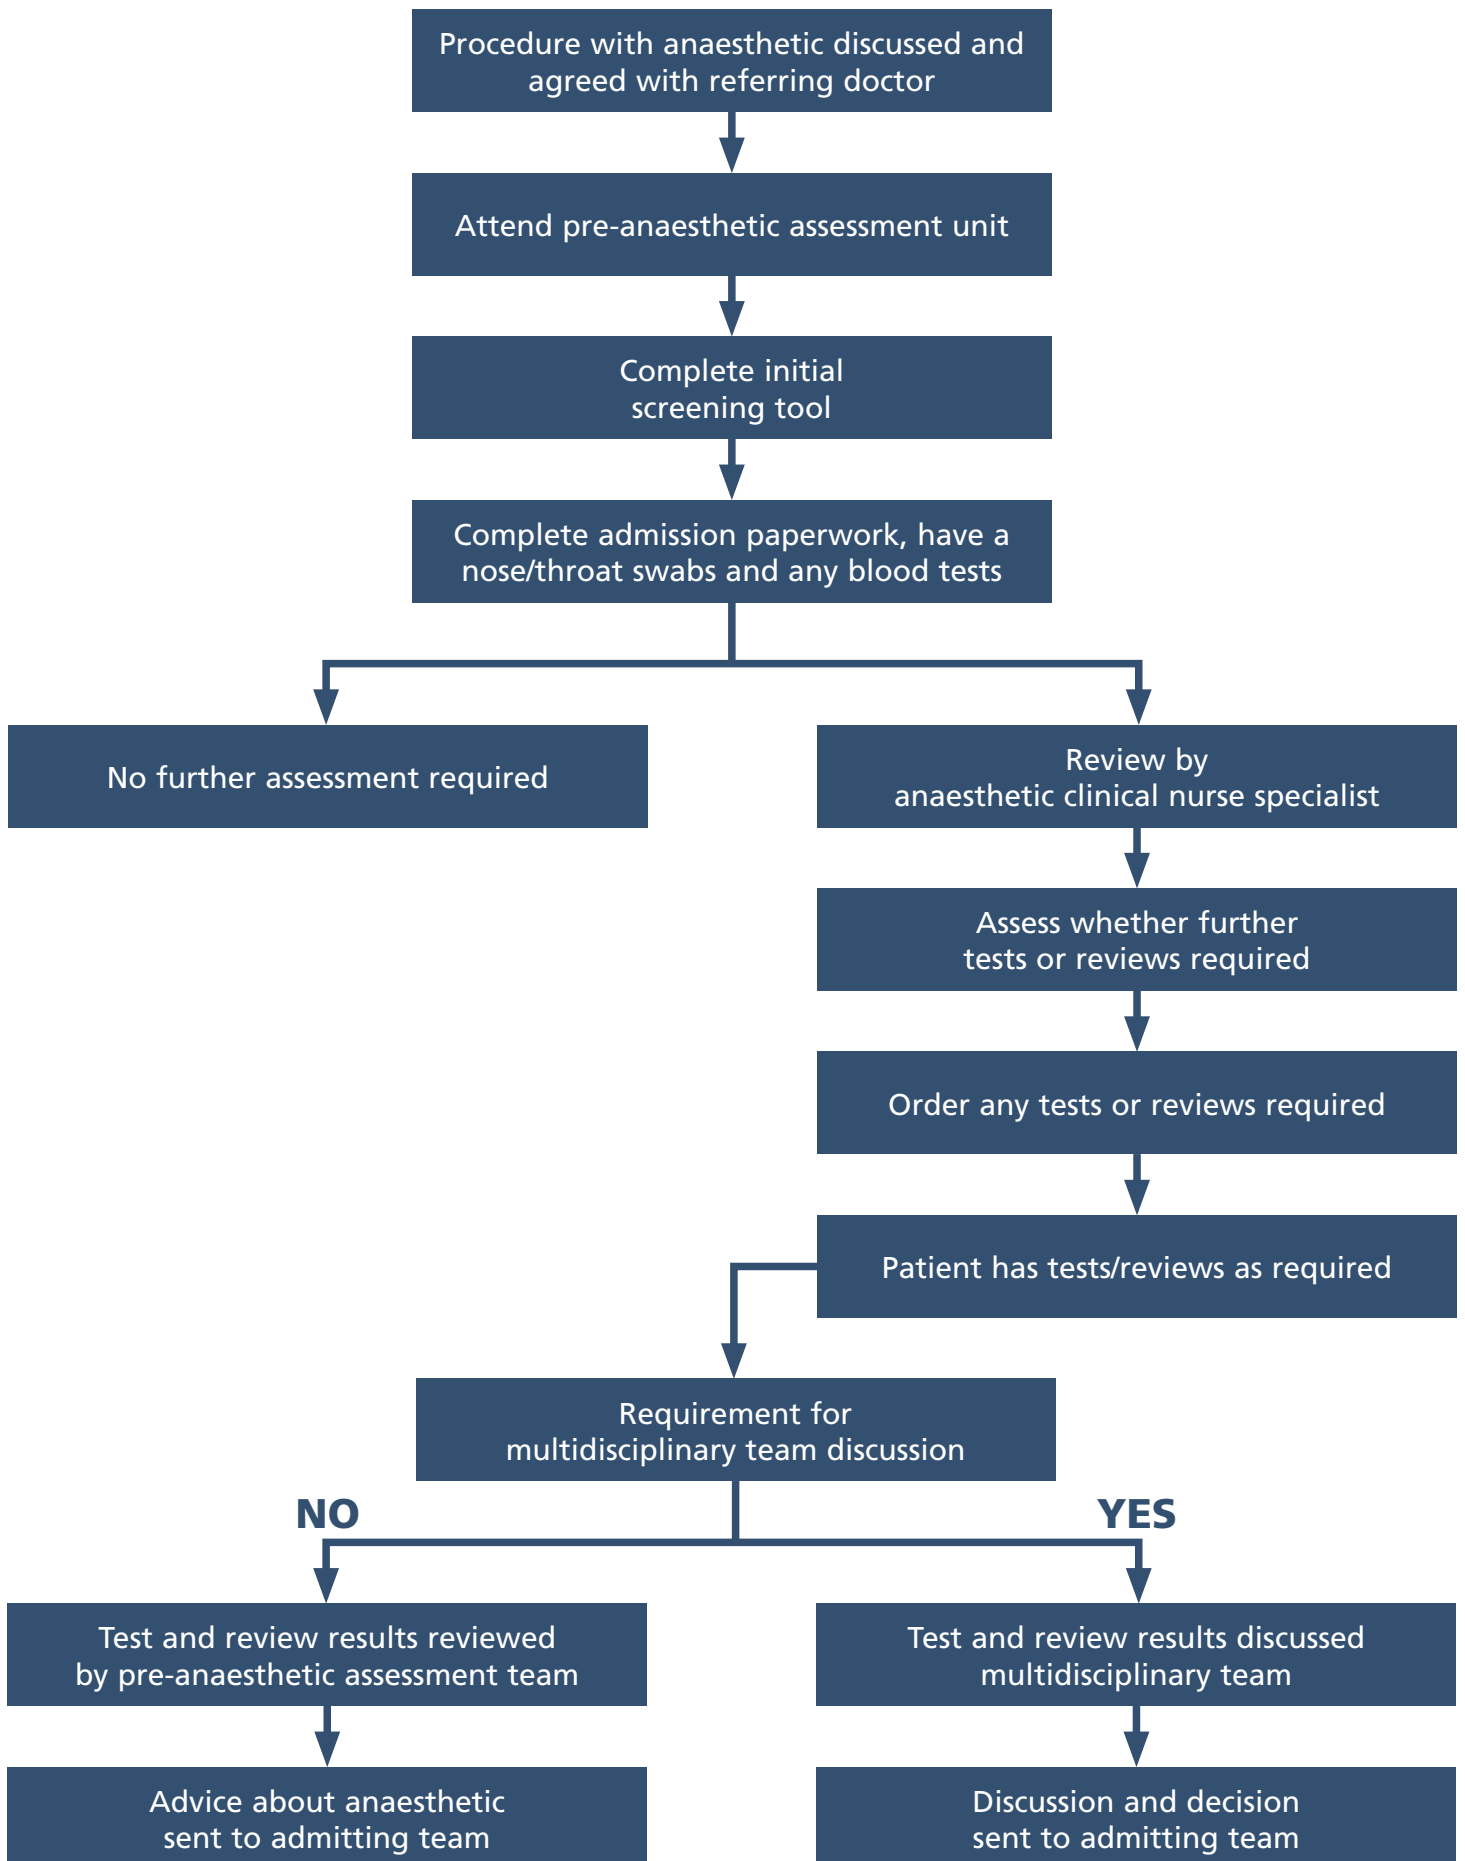 Procedure with anaesthetic discussed and
agreed with referring doctor
Attend pre-anaesthetic assessment unit
Complete initial
screening tool
Complete admission paperwork, have a
nose/throat swabs and any blood tests
No further assessment required
Review by
anaesthetic clinical nurse specialist
Assess whether further
tests or reviews required
Order any tests or reviews required
Patient has tests/reviews as required
Requirement for
multidisciplinary team discussion
NO
YES
Test and review results reviewed
by pre-anaesthetic assessment team
Test and review results discussed
multidisciplinary team
Advice about anaesthetic
sent to admitting team
Discussion and decision
sent to admitting team